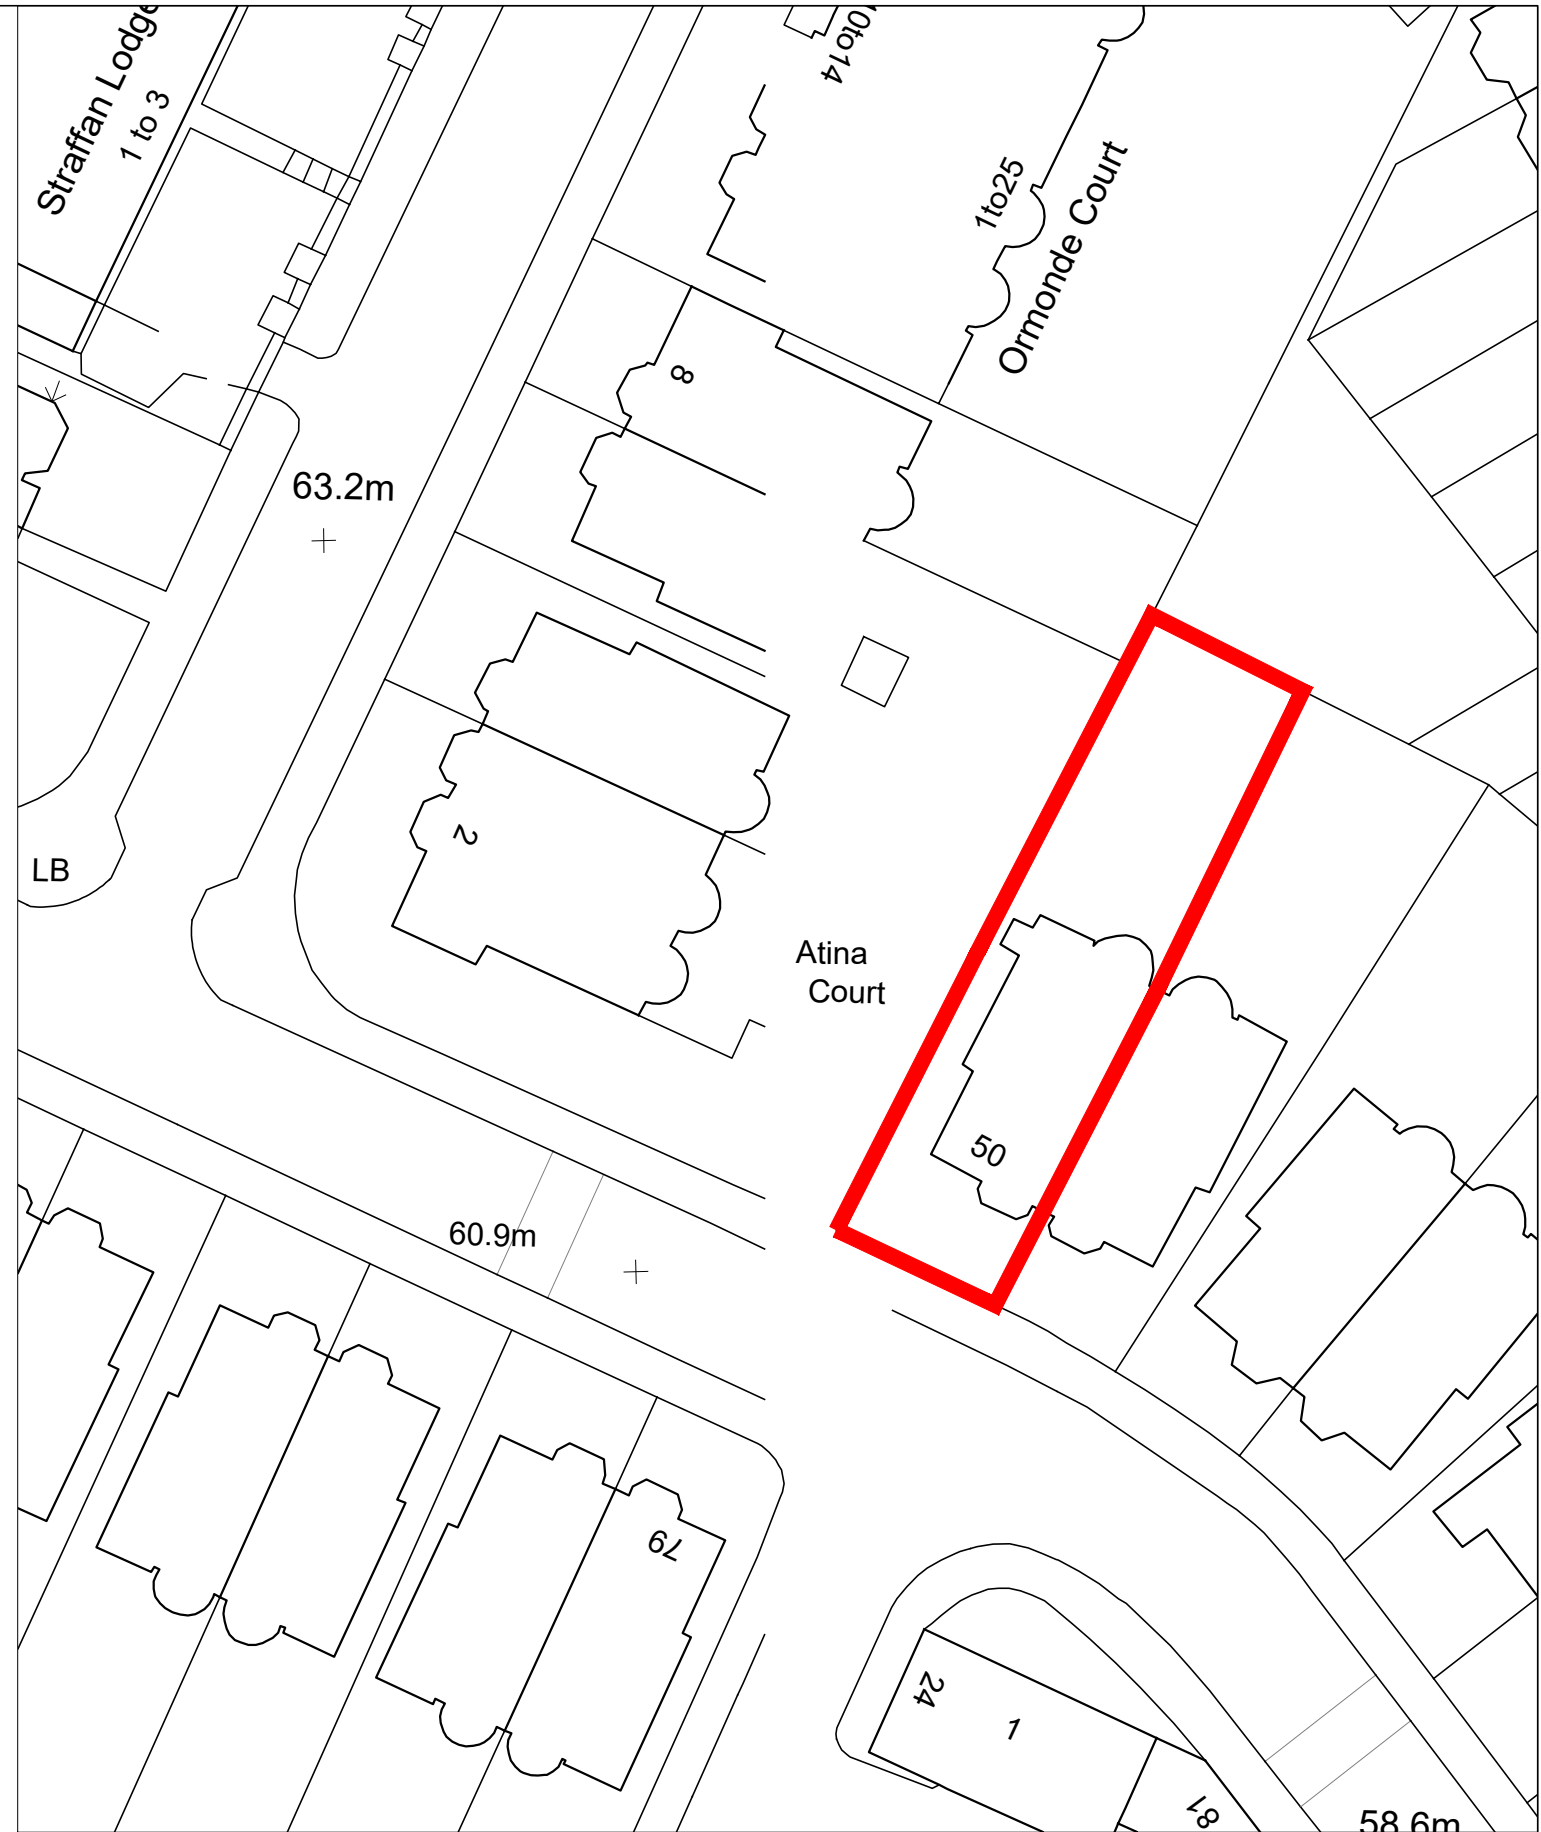 Straffan Lodge
1 to 3
10to14
1to25
Ormonde Court
8
63.2m
2
LB
Atina
Court
50
60.9m
79
24
1
87
58.6m